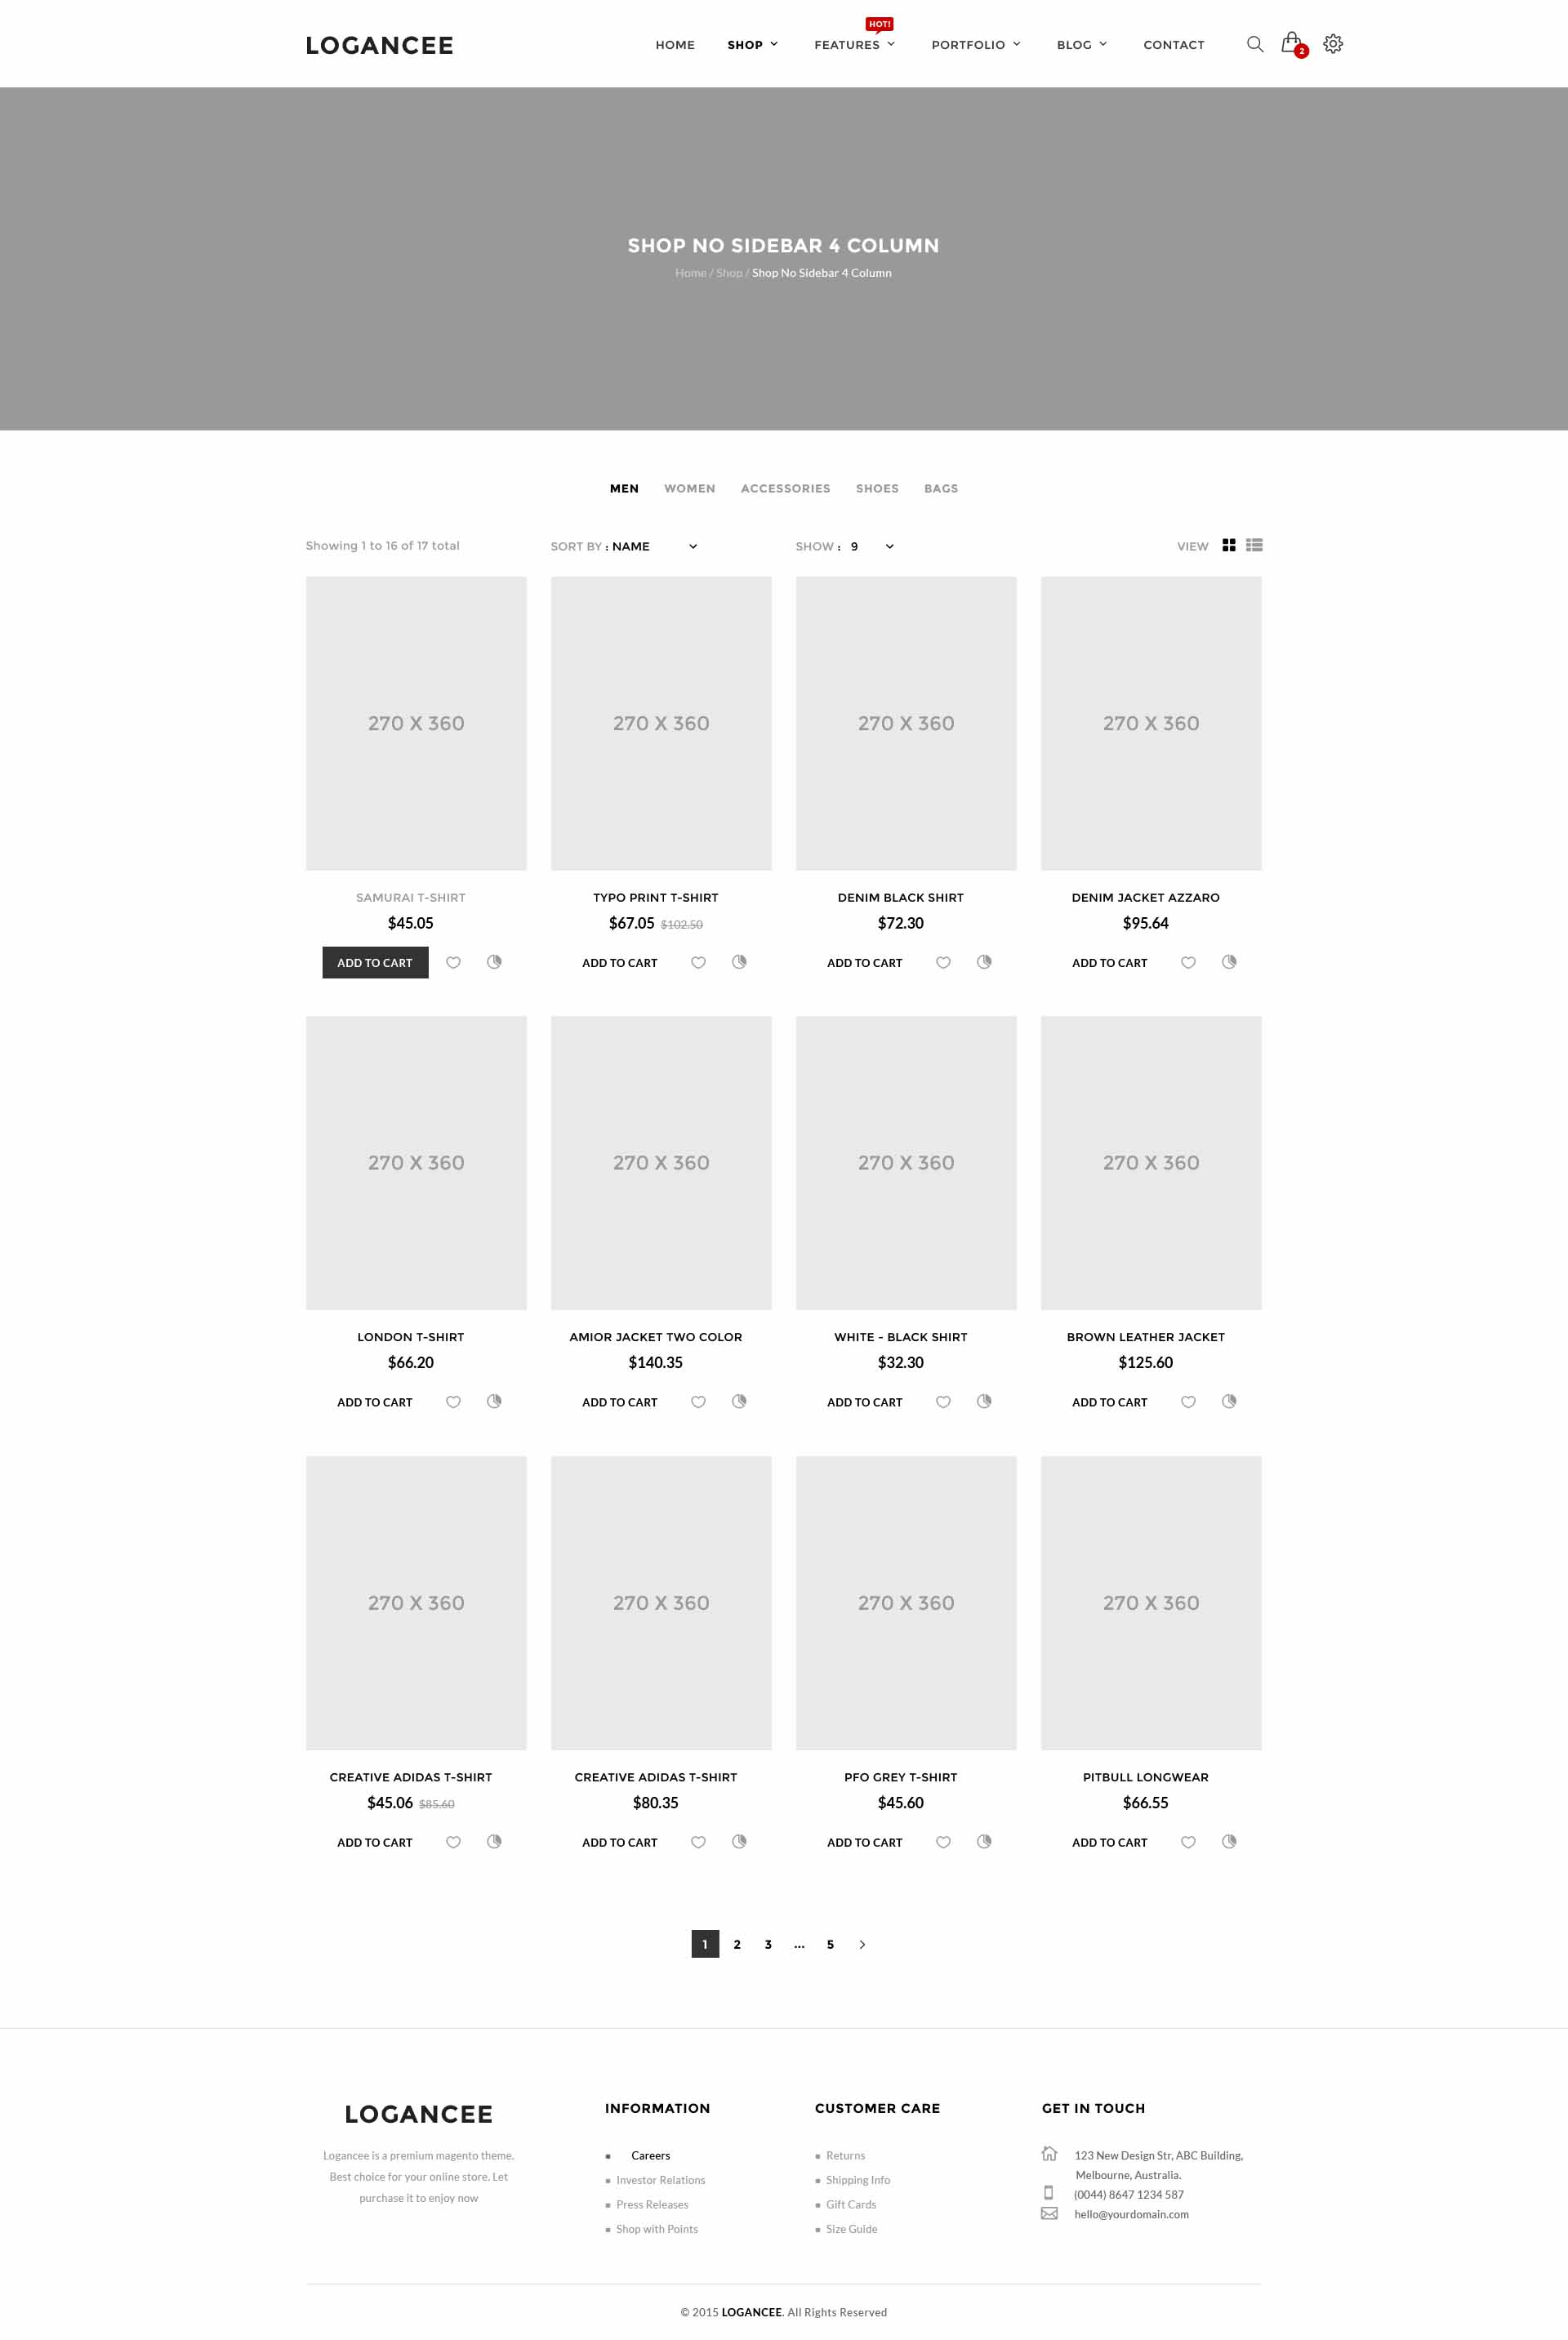 HOT!
LOGANCEE HOME SHOP FEATURES PORTFOLIO BLOG CONTACT 2
SHOP NO SIDEBAR 4 COLUMN
Home / Shop / Shop No Sidebar 4 Column
MEN WOMEN ACCESSORIES SHOES BAGS
Showing 1 to 16 of 17 total SORT BY : NAME SHOW : 9 VIEW
270 X 360 270 X 360 270 X 360 270 X 360
SAMURAI T-SHIRT TYPO PRINT T-SHIRT DENIM BLACK SHIRT DENIM JACKET AZZARO
$45.05 $67.05 $102.50 $72.30 $95.64
ADD TO CART ADD TO CART ADD TO CART ADD TO CART
270 X 360 270 X 360 270 X 360 270 X 360
LONDON T-SHIRT AMIOR JACKET TWO COLOR WHITE - BLACK SHIRT BROWN LEATHER JACKET
$66.20 $140.35 $32.30 $125.60
ADD TO CART ADD TO CART ADD TO CART ADD TO CART
270 X 360 270 X 360 270 X 360 270 X 360
CREATIVE ADIDAS T-SHIRT CREATIVE ADIDAS T-SHIRT PFO GREY T-SHIRT PITBULL LONGWEAR
$45.06 $85.60 $80.35 $45.60 $66.55
ADD TO CART ADD TO CART ADD TO CART ADD TO CART
1 2 3 ... 5
LOGANCEE
Logancee is a premium magento theme.
Best choice for your online store. Let
purchase it to enjoy now
INFORMATION
Careers
Investor Relations
Press Releases
Shop with Points
CUSTOMER CARE
Returns
Shipping Info
Gift Cards
Size Guide
GET IN TOUCH
123 New Design Str, ABC Building,
Melbourne, Australia.
(0044) 8647 1234 587
hello@yourdomain.com
© 2015 LOGANCEE. All Rights Reserved